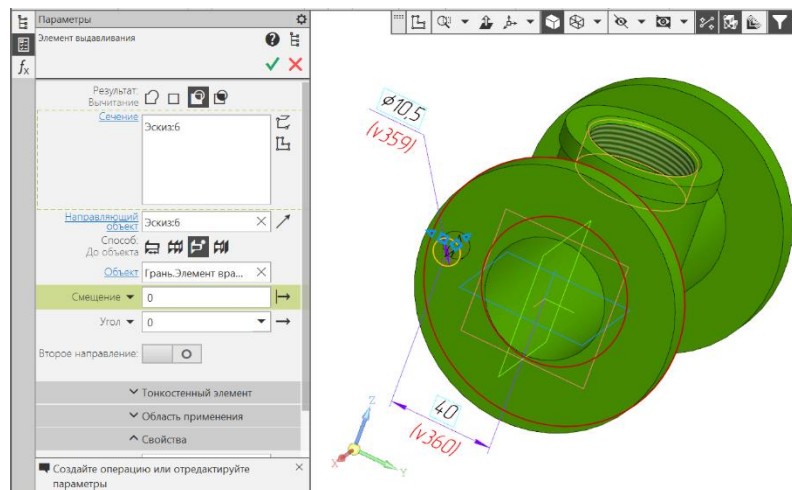 Параметры
Элемент выдавливания
Результат:
Вычитание
Сечение
Эскиз:6
Направляющий
объект
Эскиз:6
Способ:
До объекта
Объект
Грань.Элемент вра...
Смещение
0
Угол
0
Второе направление:
Тонкостенный элемент
Область применения
Свойства
Создайте операцию или отредактируйте
параметры
fx
⌀10,5
(v359)
40
(v360)
Z
X
Y